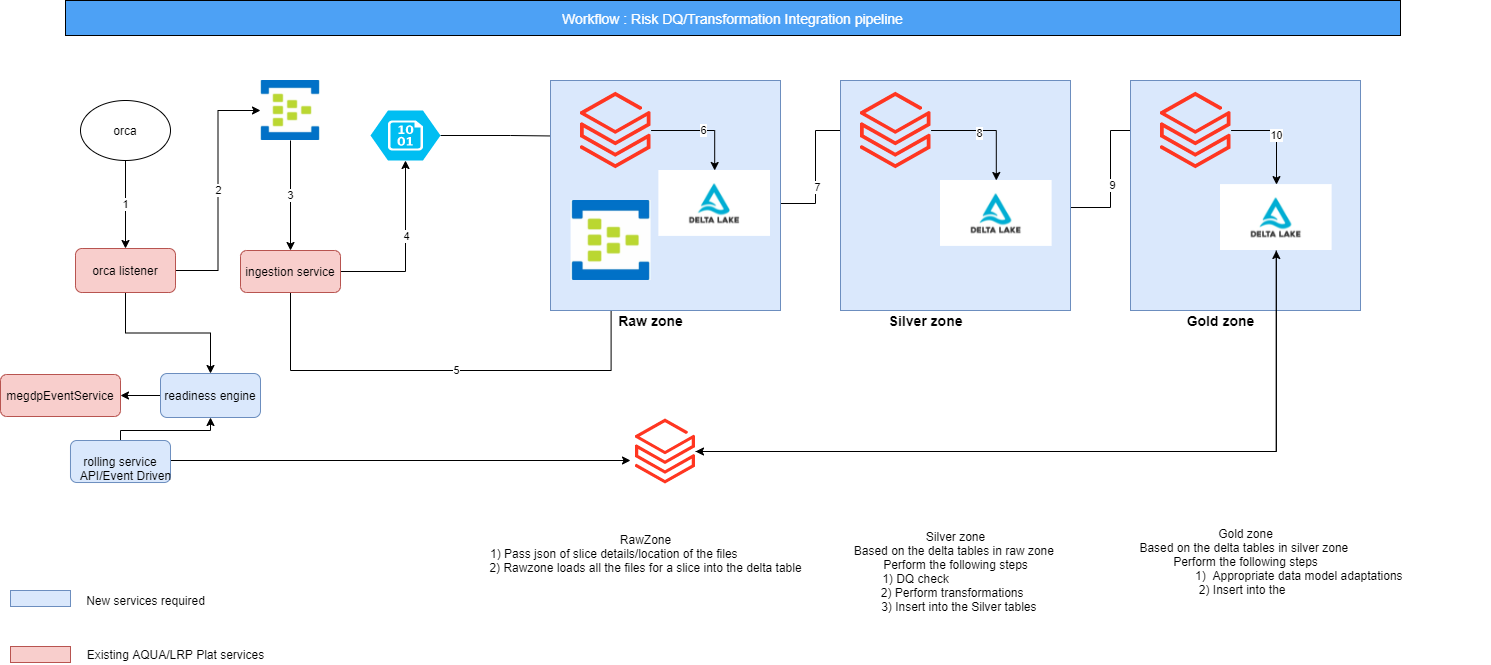 Workflow : Risk DQ/Transformation Integration pipeline
orca
1
2
3
4
10
01
6
DELTA LAKE
7
8
DELTA LAKE
9
10
DELTA LAKE
orca listener
ingestion service
Raw zone
Silver zone
Gold zone
5
megdpEventService
readiness engine
rolling service
API/Event Driven
RawZone
1) Pass json of slice details/location of the files
2) Rawzone loads all the files for a slice into the delta table
Silver zone
Based on the delta tables in raw zone
Perform the following steps
1) DQ check
2) Perform transformations
3) Insert into the Silver tables
Gold zone
Based on the delta tables in silver zone
Perform the following steps
1) Appropriate data model adaptations
2) Insert into the
New services required
Existing AQUA/LRP Plat services